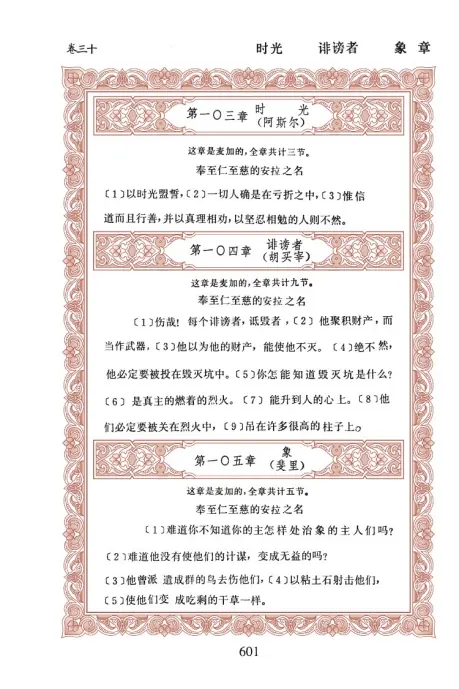 卷三十 时光 诽谤者 象章
第一〇三章 时光
(阿斯尔)
这章是麦加的,全章共计三节。
奉至仁至慈的安拉之名
〔1〕以时光盟誓,〔2〕一切人确是在亏折之中,〔3〕惟信
道而且行善,并以真理相劝,以坚忍相勉的人则不然。
第一〇四章 诽谤者
(胡买宰)
这章是麦加的,全章共计九节。
奉至仁至慈的安拉之名
〔1〕伤哉!每个诽谤者,诋毁者,〔2〕他聚积财产,而
当作武器,〔3〕他以为他的财产,能使他不灭。〔4〕绝不然,
他必定要被投在毁灭坑中。〔5〕你怎能知道毁灭坑是什么?
〔6〕是真主的燃着的烈火。〔7〕能升到人的心上。〔8〕他
们必定要被关在烈火中,〔9〕吊在许多很高的柱子上。
第一〇五章 象
(斐里)
这章是麦加的,全章共计五节。
奉至仁至慈的安拉之名
〔1〕难道你不知道你的主怎样处治象的主人们吗?
〔2〕难道他没有使他们的计谋,变成无益的吗?
〔3〕他曾派遣成群的鸟去伤他们,〔4〕以粘土石射击他们,
〔5〕使他们变成吃剩的干草一样。
601